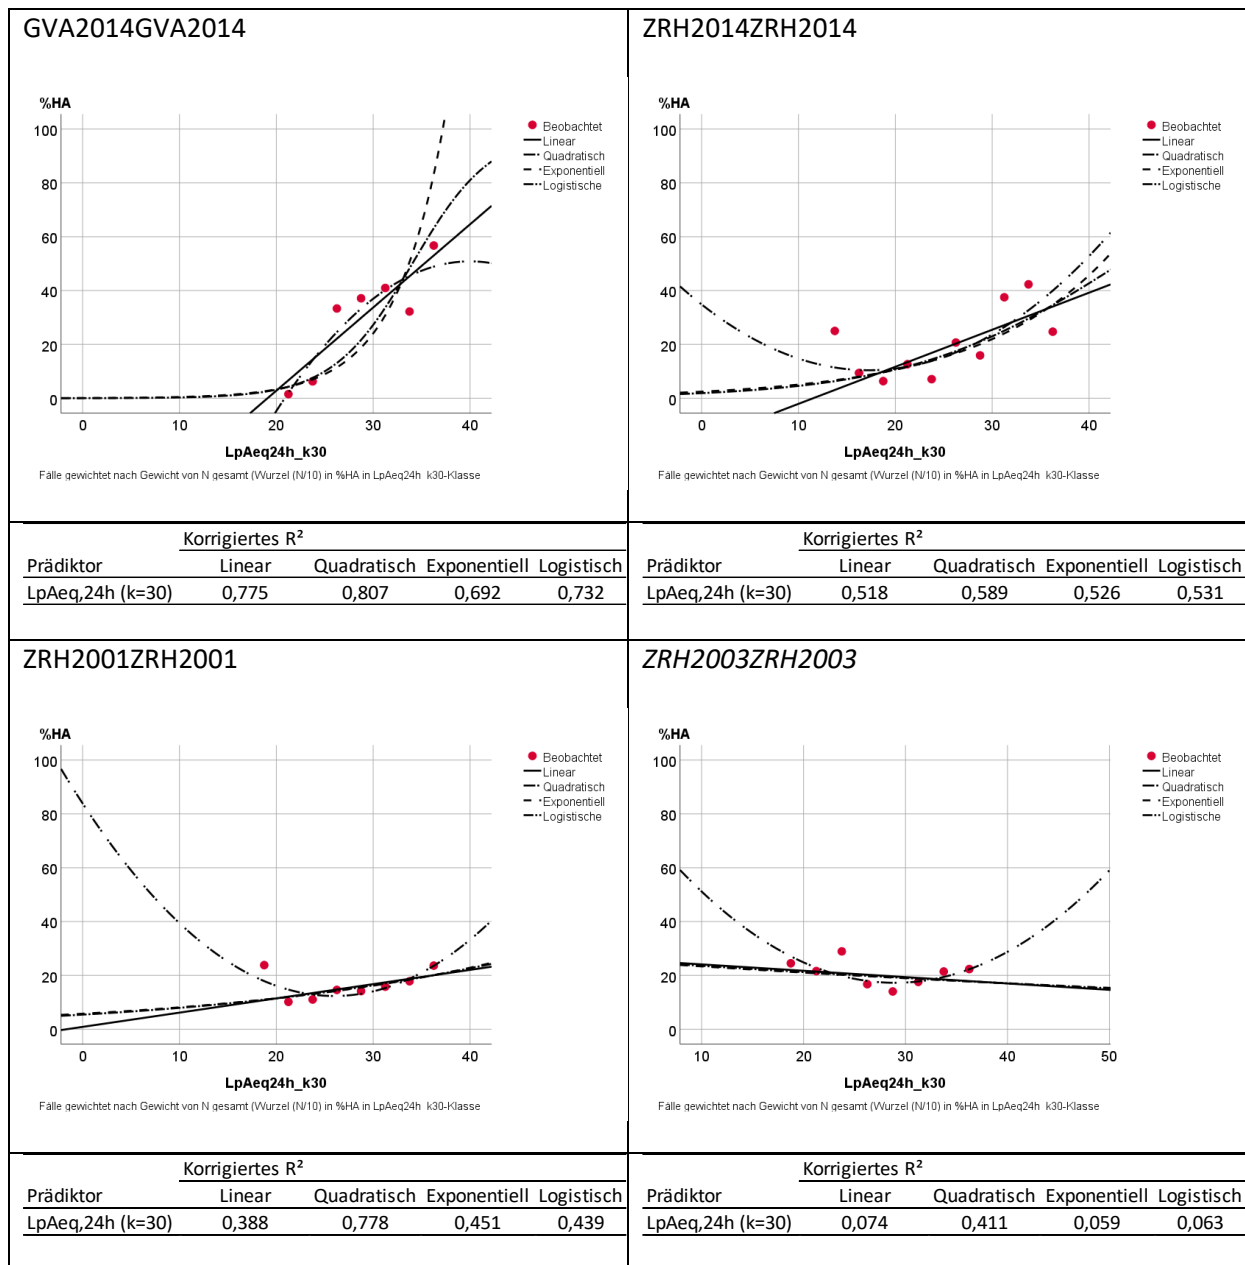 GVA2014GVA2014
%HA
100
80
60
40
20
0
0 10 20 30 40
LpAeq24h_k30
Beobachtet
Linear
Quadratisch
Exponentiell
Logistische
Fälle gewichtet nach Gewicht von N gesamt (Wurzel (N/10) in %HA in LpAeq24h_k30-Klasse
Korrigiertes R²
Prädiktor Linear Quadratisch Exponentiell Logistisch
LpAeq,24h (k=30) 0,775 0,807 0,692 0,732
ZRH2014ZRH2014
%HA
100
80
60
40
20
0
0 10 20 30 40
LpAeq24h_k30
Beobachtet
Linear
Quadratisch
Exponentiell
Logistische
Fälle gewichtet nach Gewicht von N gesamt (Wurzel (N/10) in %HA in LpAeq24h_k30-Klasse
Korrigiertes R²
Prädiktor Linear Quadratisch Exponentiell Logistisch
LpAeq,24h (k=30) 0,518 0,589 0,526 0,531
ZRH2001ZRH2001
%HA
100
80
60
40
20
0
0 10 20 30 40
LpAeq24h_k30
Beobachtet
Linear
Quadratisch
Exponentiell
Logistische
Fälle gewichtet nach Gewicht von N gesamt (Wurzel (N/10) in %HA in LpAeq24h_k30-Klasse
Korrigiertes R²
Prädiktor Linear Quadratisch Exponentiell Logistisch
LpAeq,24h (k=30) 0,388 0,778 0,451 0,439
ZRH2003ZRH2003
%HA
100
80
60
40
20
0
10 20 30 40 50
LpAeq24h_k30
Beobachtet
Linear
Quadratisch
Exponentiell
Logistische
Fälle gewichtet nach Gewicht von N gesamt (Wurzel (N/10) in %HA in LpAeq24h_k30-Klasse
Korrigiertes R²
Prädiktor Linear Quadratisch Exponentiell Logistisch
LpAeq,24h (k=30) 0,074 0,411 0,059 0,063